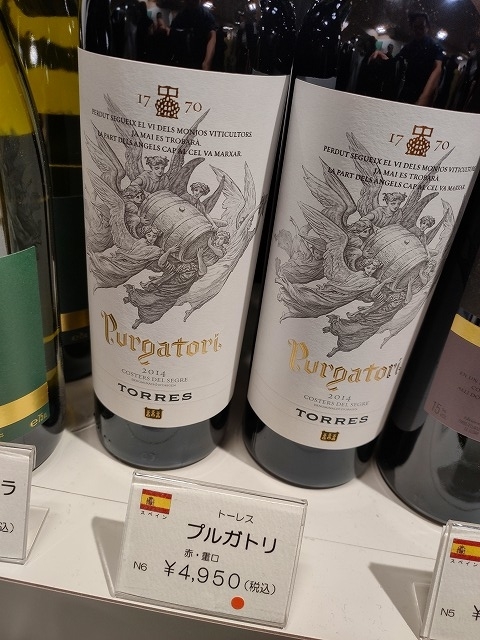 17 70
PERDUT SEGUEIX EL VI DELS MONJOS VITICULTORS.
JA MAI ES TROBARÀ.
LA PART DELS ÀNGELS CAP AL CEL VA MARXAR.
Purgatori
2014
COSTERS DEL SEGRE
DENOMINACIÓ D'ORIGEN
TORRES
17 70
PERDUT SEGUEIX EL VI DELS MONJOS VITICULTORS.
JA MAI ES TROBARÀ.
LA PART DELS ÀNGELS CAP AL CEL VA MARXAR.
Purgatori
2014
COSTERS DEL SEGRE
TORRES
15%
ラ
込)
スペイン
トーレス
プルガトリ
赤・重口
N6 ¥4,950(税込)
スペイン
N5 ¥